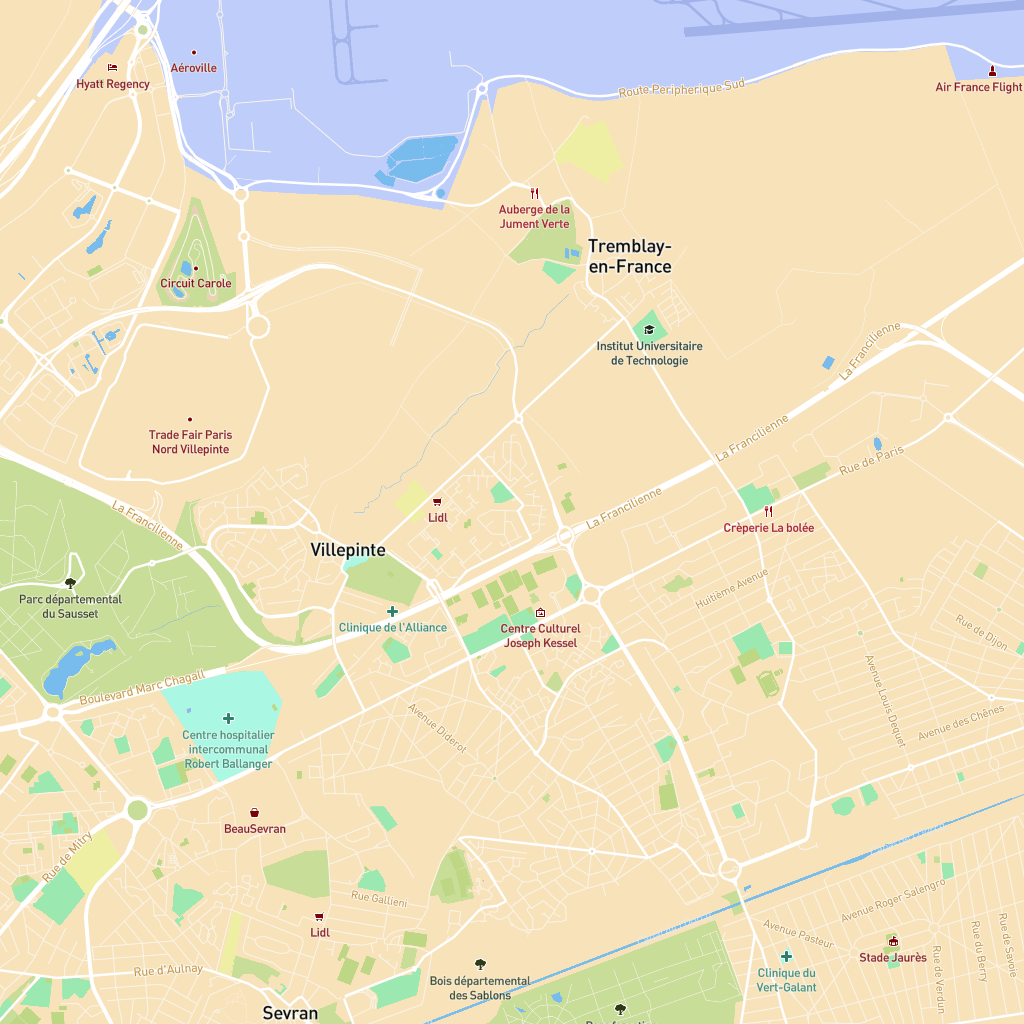 Aéroville
Hyatt Regency
Route Peripherique Sud
Air France Flight
Auberge de la
Jument Verte
Tremblay-
en-France
Circuit Carole
Institut Universitaire
de Technologie
La Francilienne
Trade Fair Paris
Nord Villepinte
La Francilienne
Rue de Paris
La Francilienne
Lidl
La Francilienne
Crèperie La bolée
Villepinte
Huitième Avenue
Parc départemental
du Sausset
Clinique de l'Alliance
Centre Culturel
Joseph Kessel
Rue de Dijon
Boulevard Marc Chagall
Avenue Louis Dequet
Avenue des Chênes
Avenue Diderot
Centre hospitalier
intercommunal
Robert Ballanger
BeauSevran
Rue de Mitry
Rue Gallieni
Avenue Roger Salengro
Lidl
Avenue Pasteur
Rue de Savoie
Rue du Berry
Rue de Verdun
Stade Jaurès
Rue d'Aulnay
Bois départemental
des Sablons
Clinique du
Vert-Galant
Sevran